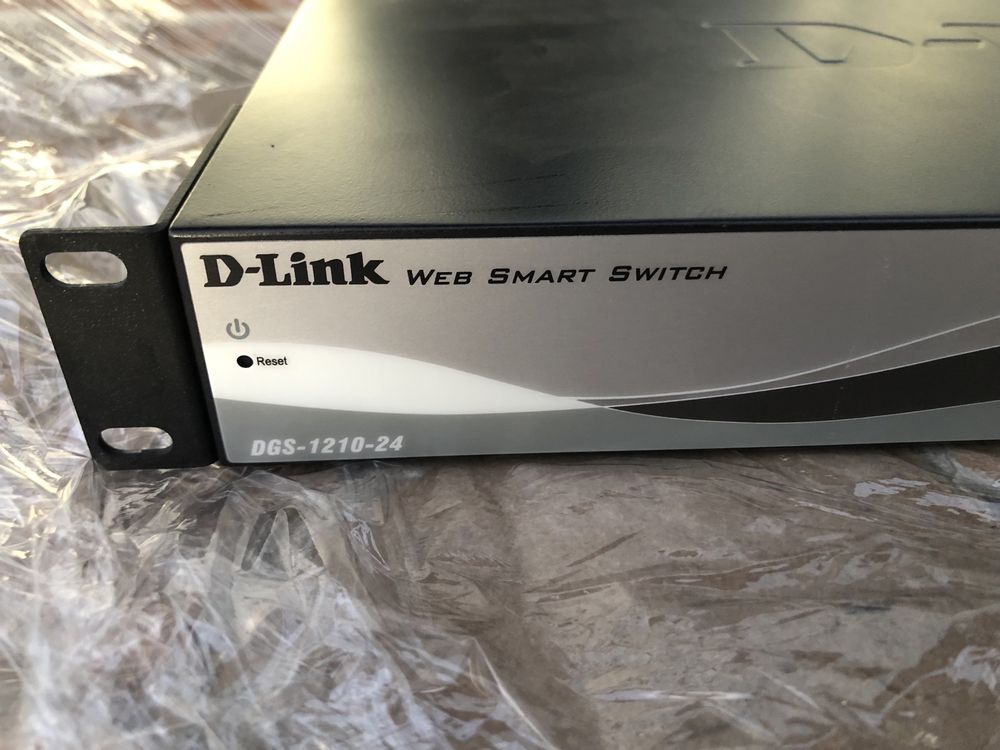 D-Link WEB SMART SWITCH
Reset
DGS-1210-24